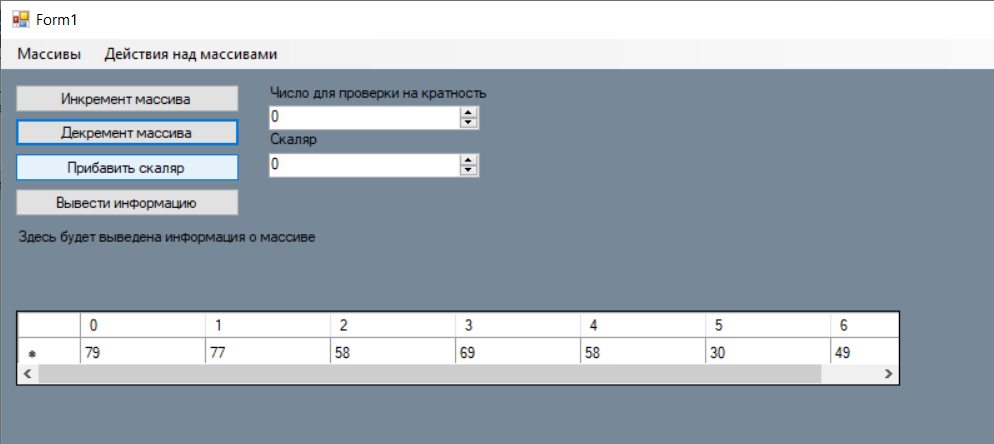 Form1
Массивы Действия над массивами
Инкремент массива
Декремент массива
Прибавить скаляр
Вывести информацию
Число для проверки на кратность
0
Скаляр
0
Здесь будет выведена информация о массиве
0 1 2 3 4 5 6
* 79 77 58 69 58 30 49